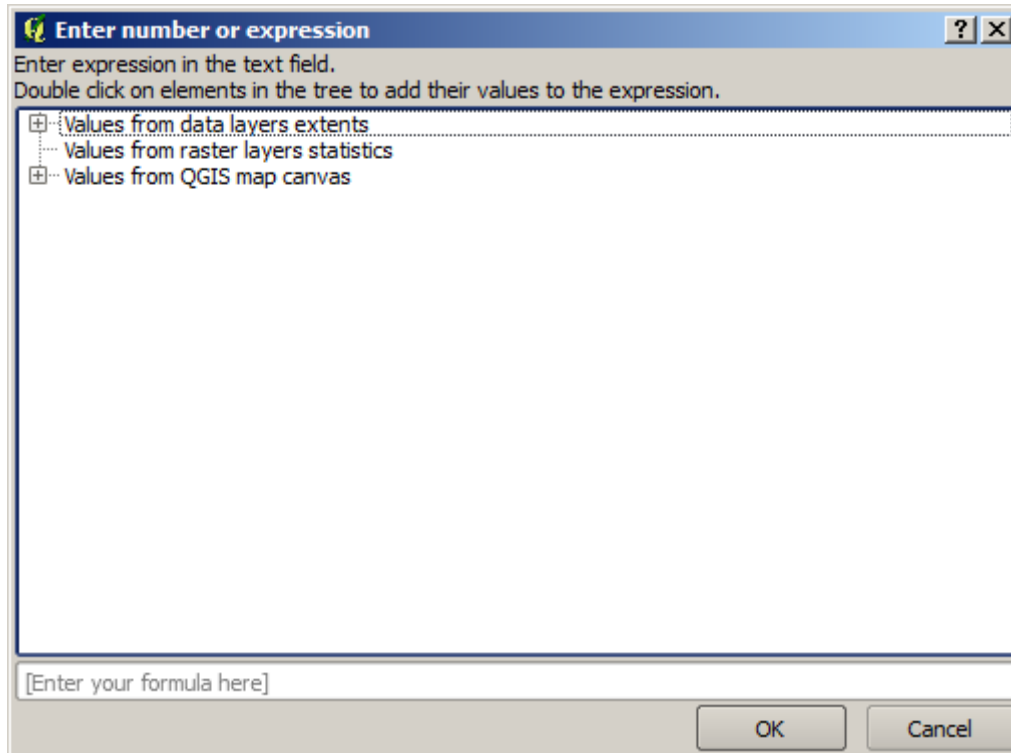 Enter number or expression
Enter expression in the text field.
Double click on elements in the tree to add their values to the expression.
Values from data layers extents
Values from raster layers statistics
Values from QGIS map canvas
[Enter your formula here]
OK Cancel